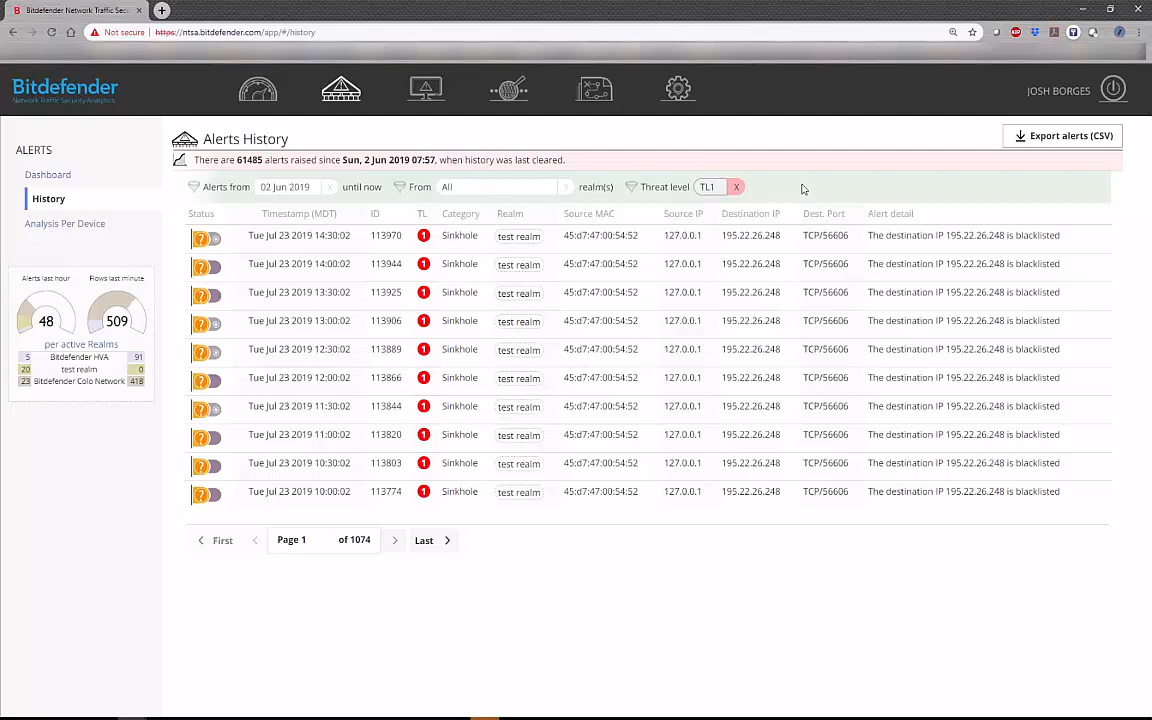 Bitdefender Network Traffic Secu
Not secure https://ntsa.bitdefender.com/app/#/history
Bitdefender
Network Traffic Security Analytics
JOSH BORGES
ALERTS
Dashboard
History
Analysis Per Device
Alerts last hour Flows last minute
48 509
per active Realms
5 Bitdefender HVA 91
20 test realm 0
23 Bitdefender Colo Network 418
Alerts History
Export alerts (CSV)
There are 61485 alerts raised since Sun, 2 Jun 2019 07:57, when history was last cleared.
Alerts from 02 Jun 2019 x until now From All x realm(s) Threat level TL1 X
Status Timestamp (MDT) ID TL Category Realm Source MAC Source IP Destination IP Dest. Port Alert detail
? Tue Jul 23 2019 14:30:02 113970 1 Sinkhole test realm 45:d7:47:00:54:52 127.0.0.1 195.22.26.248 TCP/56606 The destination IP 195.22.26.248 is blacklisted
? Tue Jul 23 2019 14:00:02 113944 1 Sinkhole test realm 45:d7:47:00:54:52 127.0.0.1 195.22.26.248 TCP/56606 The destination IP 195.22.26.248 is blacklisted
? Tue Jul 23 2019 13:30:02 113925 1 Sinkhole test realm 45:d7:47:00:54:52 127.0.0.1 195.22.26.248 TCP/56606 The destination IP 195.22.26.248 is blacklisted
? Tue Jul 23 2019 13:00:02 113906 1 Sinkhole test realm 45:d7:47:00:54:52 127.0.0.1 195.22.26.248 TCP/56606 The destination IP 195.22.26.248 is blacklisted
? Tue Jul 23 2019 12:30:02 113889 1 Sinkhole test realm 45:d7:47:00:54:52 127.0.0.1 195.22.26.248 TCP/56606 The destination IP 195.22.26.248 is blacklisted
? Tue Jul 23 2019 12:00:02 113866 1 Sinkhole test realm 45:d7:47:00:54:52 127.0.0.1 195.22.26.248 TCP/56606 The destination IP 195.22.26.248 is blacklisted
? Tue Jul 23 2019 11:30:02 113844 1 Sinkhole test realm 45:d7:47:00:54:52 127.0.0.1 195.22.26.248 TCP/56606 The destination IP 195.22.26.248 is blacklisted
? Tue Jul 23 2019 11:00:02 113820 1 Sinkhole test realm 45:d7:47:00:54:52 127.0.0.1 195.22.26.248 TCP/56606 The destination IP 195.22.26.248 is blacklisted
? Tue Jul 23 2019 10:30:02 113803 1 Sinkhole test realm 45:d7:47:00:54:52 127.0.0.1 195.22.26.248 TCP/56606 The destination IP 195.22.26.248 is blacklisted
? Tue Jul 23 2019 10:00:02 113774 1 Sinkhole test realm 45:d7:47:00:54:52 127.0.0.1 195.22.26.248 TCP/56606 The destination IP 195.22.26.248 is blacklisted
First Page 1 of 1074 Last